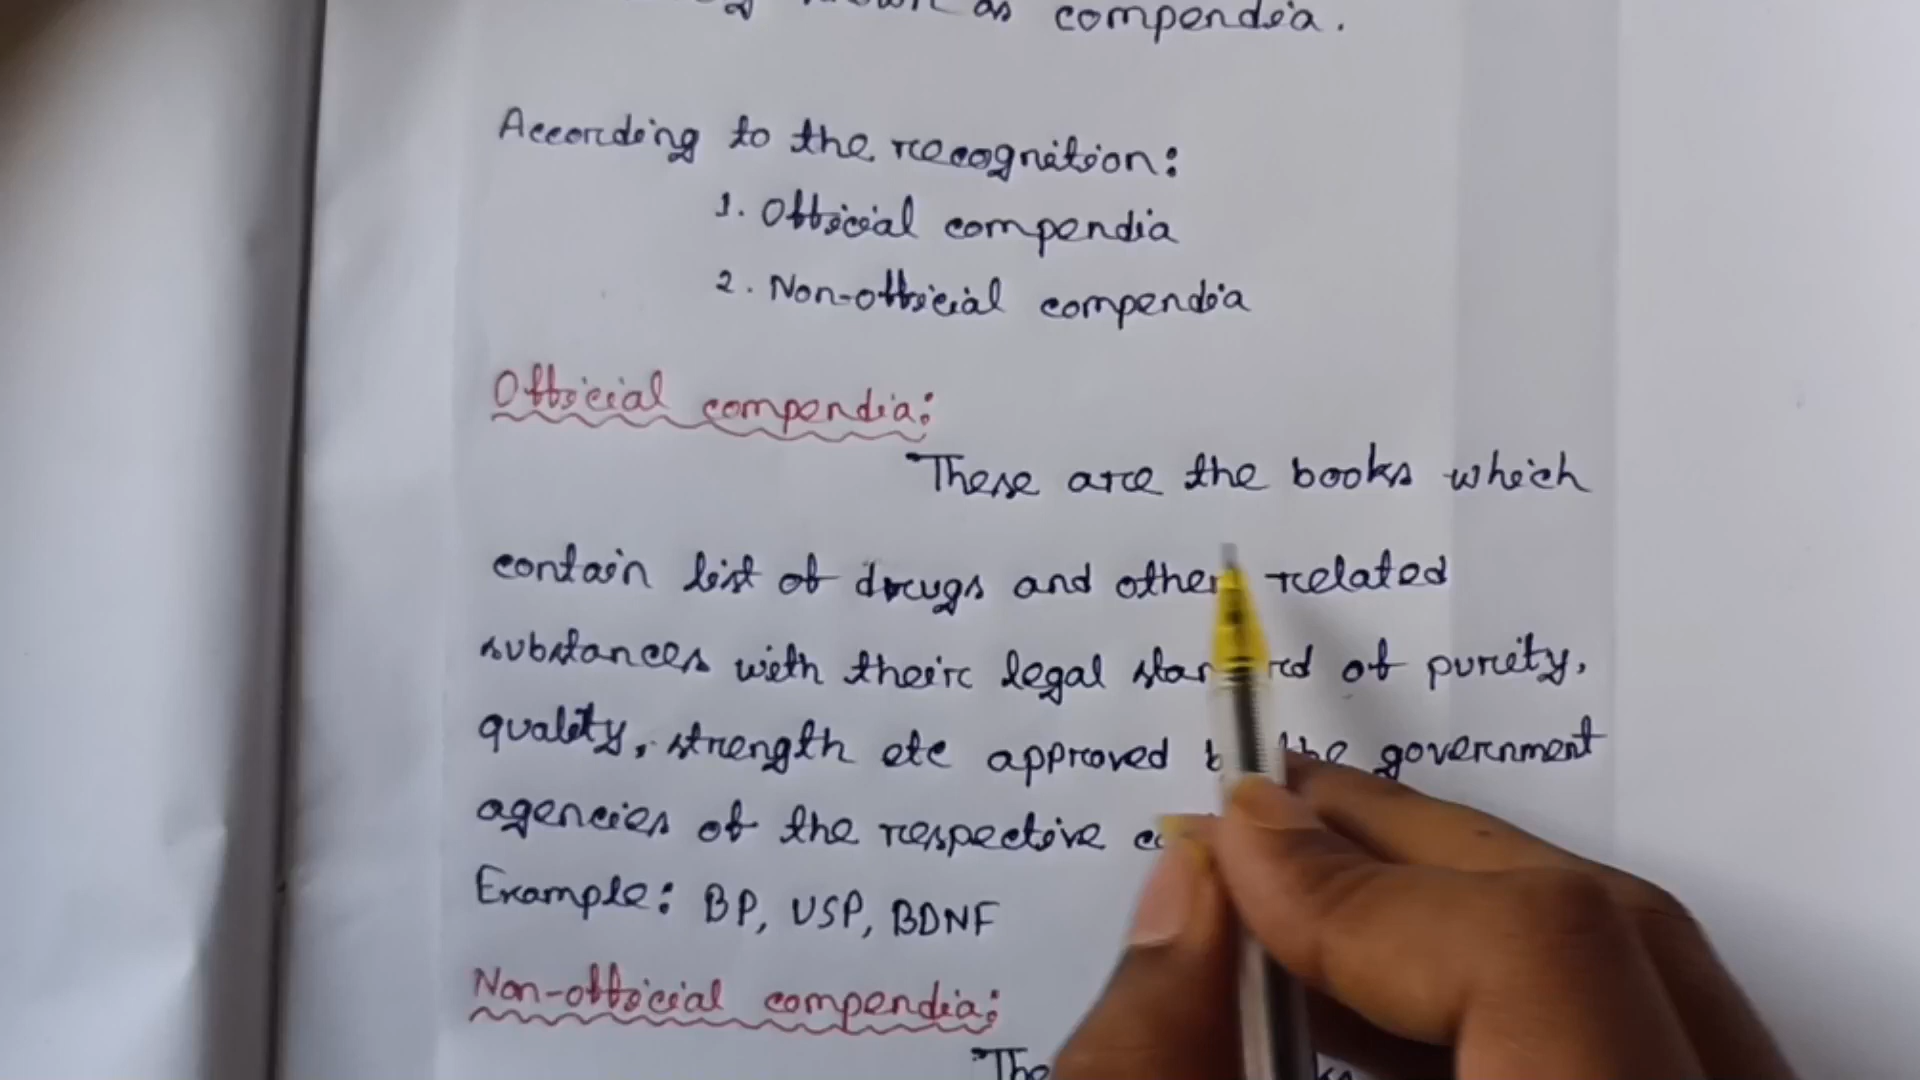 as compendia.
According to the recognition:
1. Official compendia
2. Non-official compendia
Official compendia:
These are the books which
contain list of drugs and other related
substances with their legal of purity,
quality, strength etc approved the government
agencies of the respective
Example: BP, USP, BDNF
Non-official compendia: